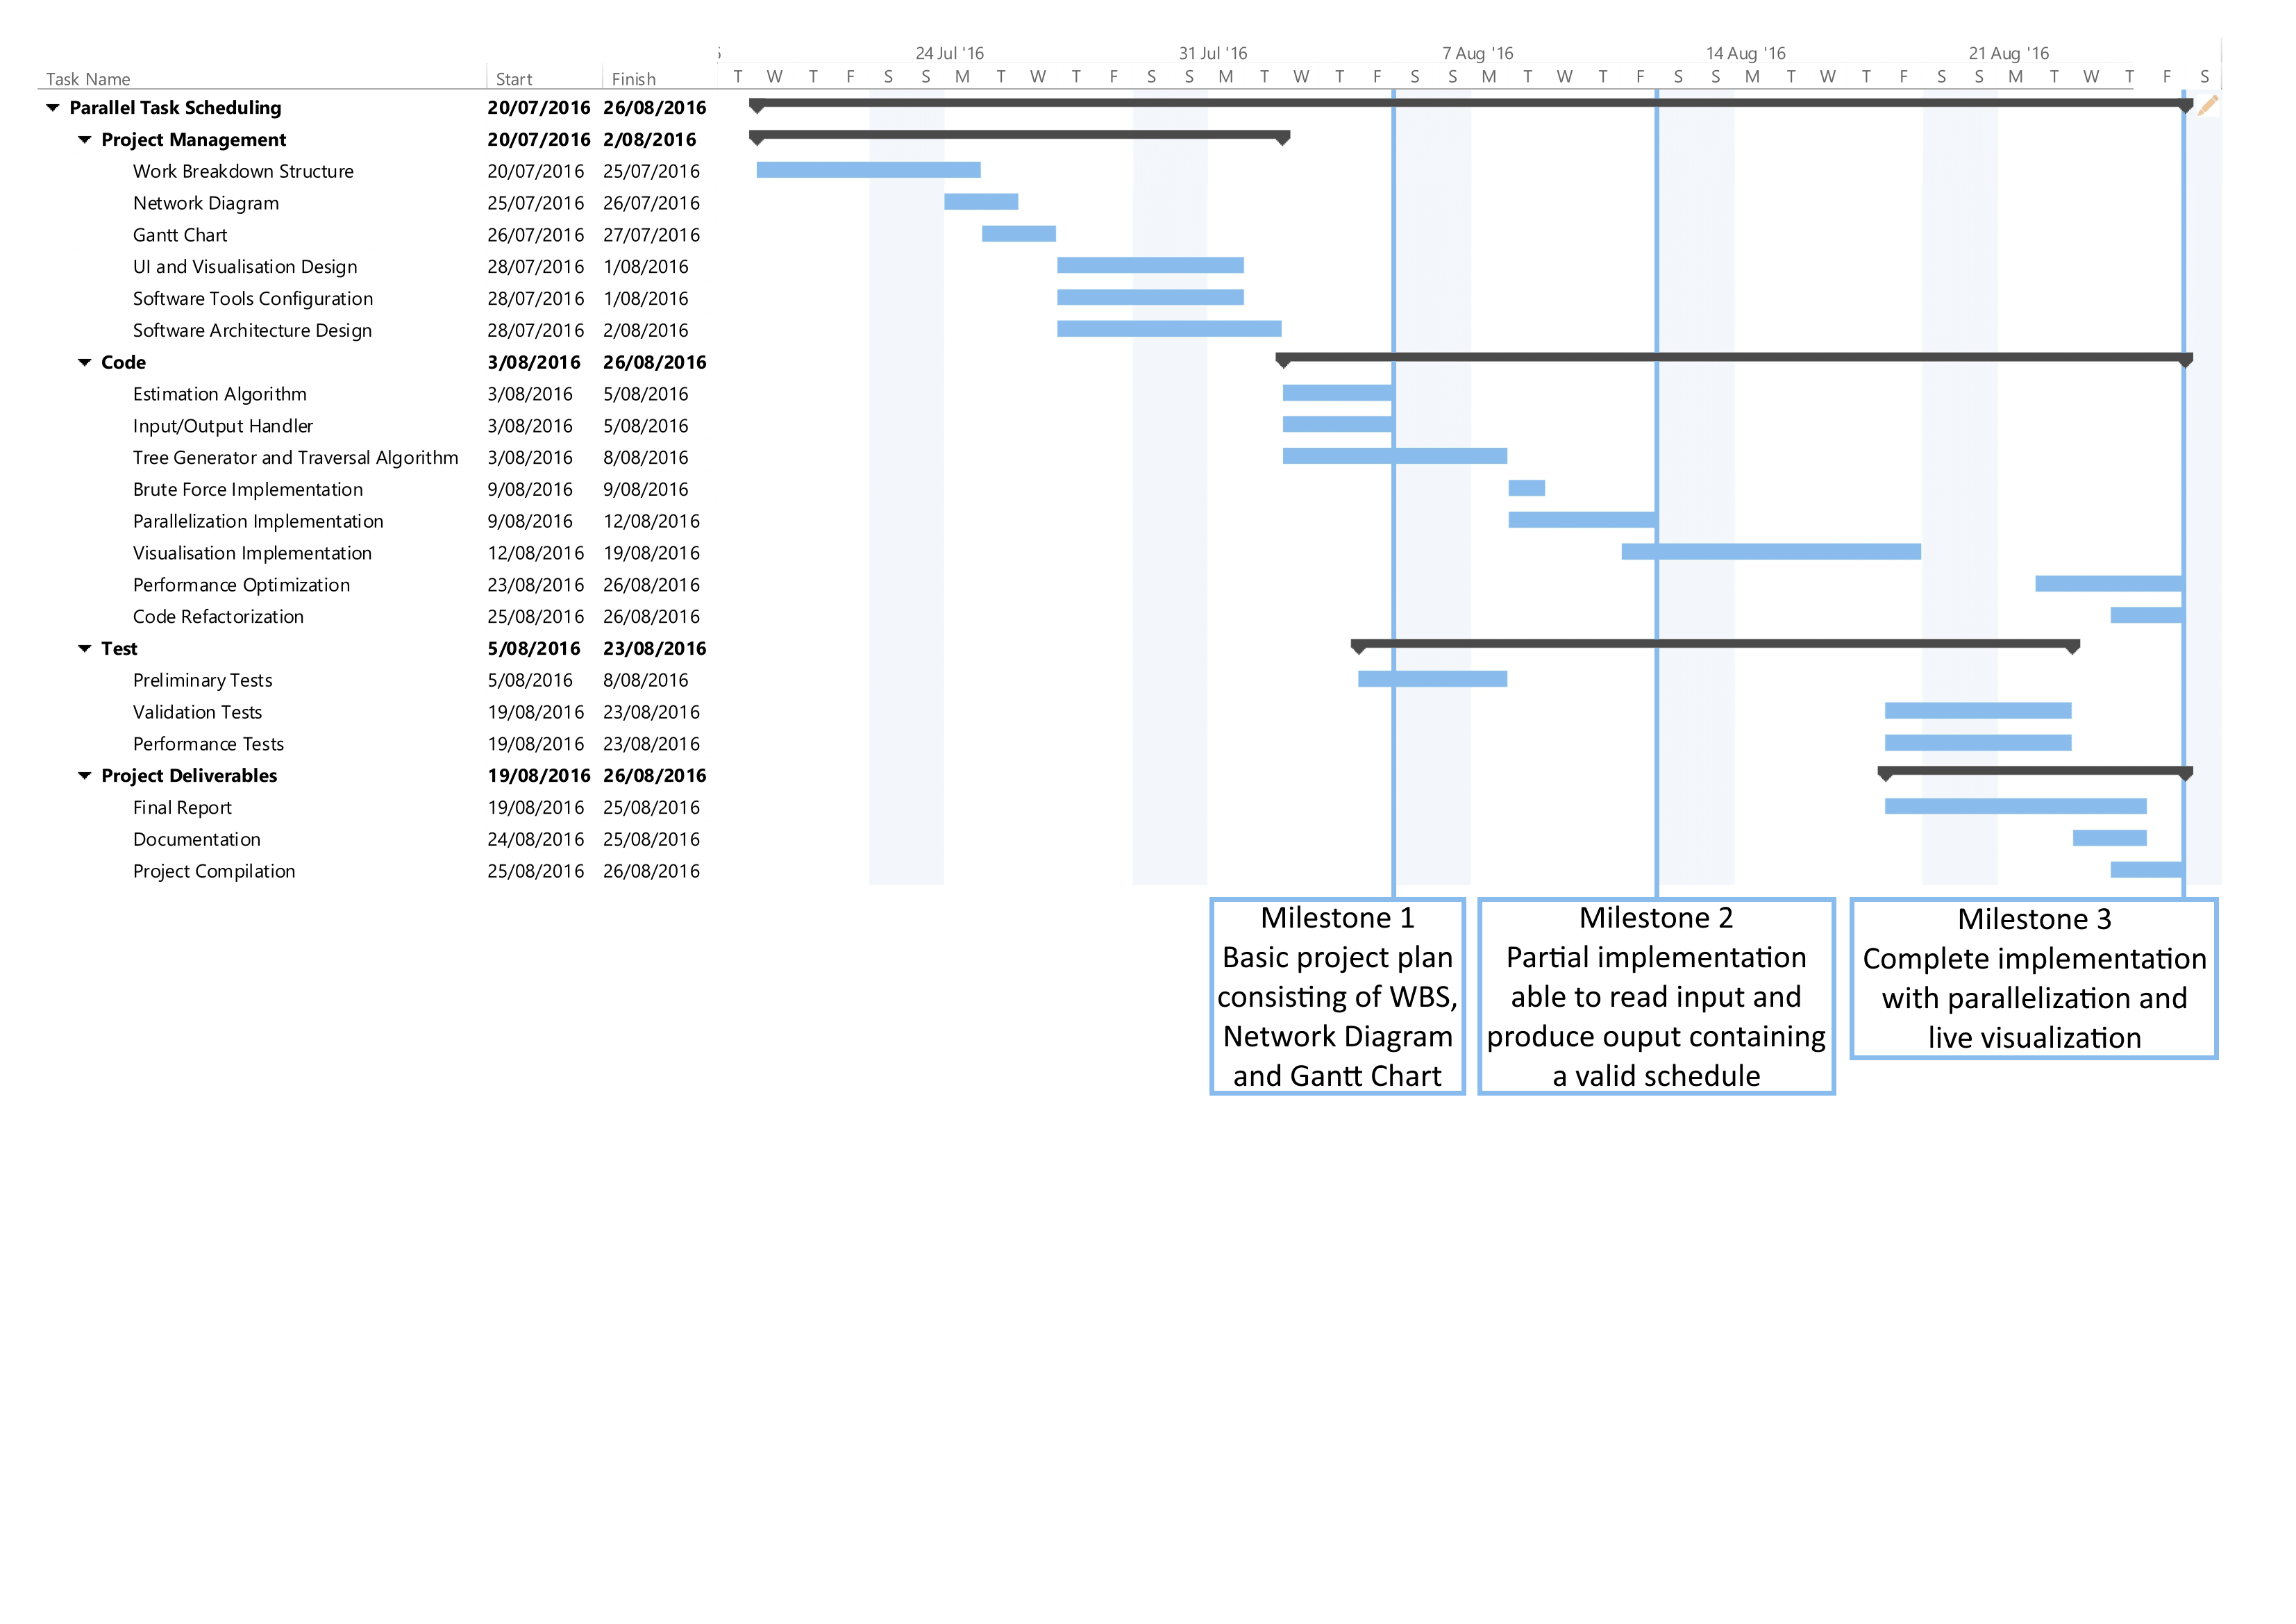 24 Jul '16 31 Jul '16 7 Aug '16 14 Aug '16 21 Aug '16
Task Name Start Finish T W T F S S M T W T F S S M T W T F S S M T W T F S S M T W T F S S M T W T F S
Parallel Task Scheduling 20/07/2016 26/08/2016
Project Management 20/07/2016 2/08/2016
Work Breakdown Structure 20/07/2016 25/07/2016
Network Diagram 25/07/2016 26/07/2016
Gantt Chart 26/07/2016 27/07/2016
UI and Visualisation Design 28/07/2016 1/08/2016
Software Tools Configuration 28/07/2016 1/08/2016
Software Architecture Design 28/07/2016 2/08/2016
Code 3/08/2016 26/08/2016
Estimation Algorithm 3/08/2016 5/08/2016
Input/Output Handler 3/08/2016 5/08/2016
Tree Generator and Traversal Algorithm 3/08/2016 8/08/2016
Brute Force Implementation 9/08/2016 9/08/2016
Parallelization Implementation 9/08/2016 12/08/2016
Visualisation Implementation 12/08/2016 19/08/2016
Performance Optimization 23/08/2016 26/08/2016
Code Refactorization 25/08/2016 26/08/2016
Test 5/08/2016 23/08/2016
Preliminary Tests 5/08/2016 8/08/2016
Validation Tests 19/08/2016 23/08/2016
Performance Tests 19/08/2016 23/08/2016
Project Deliverables 19/08/2016 26/08/2016
Final Report 19/08/2016 25/08/2016
Documentation 24/08/2016 25/08/2016
Project Compilation 25/08/2016 26/08/2016
Milestone 1
Basic project plan
consisting of WBS,
Network Diagram
and Gantt Chart
Milestone 2
Partial implementation
able to read input and
produce ouput containing
a valid schedule
Milestone 3
Complete implementation
with parallelization and
live visualization